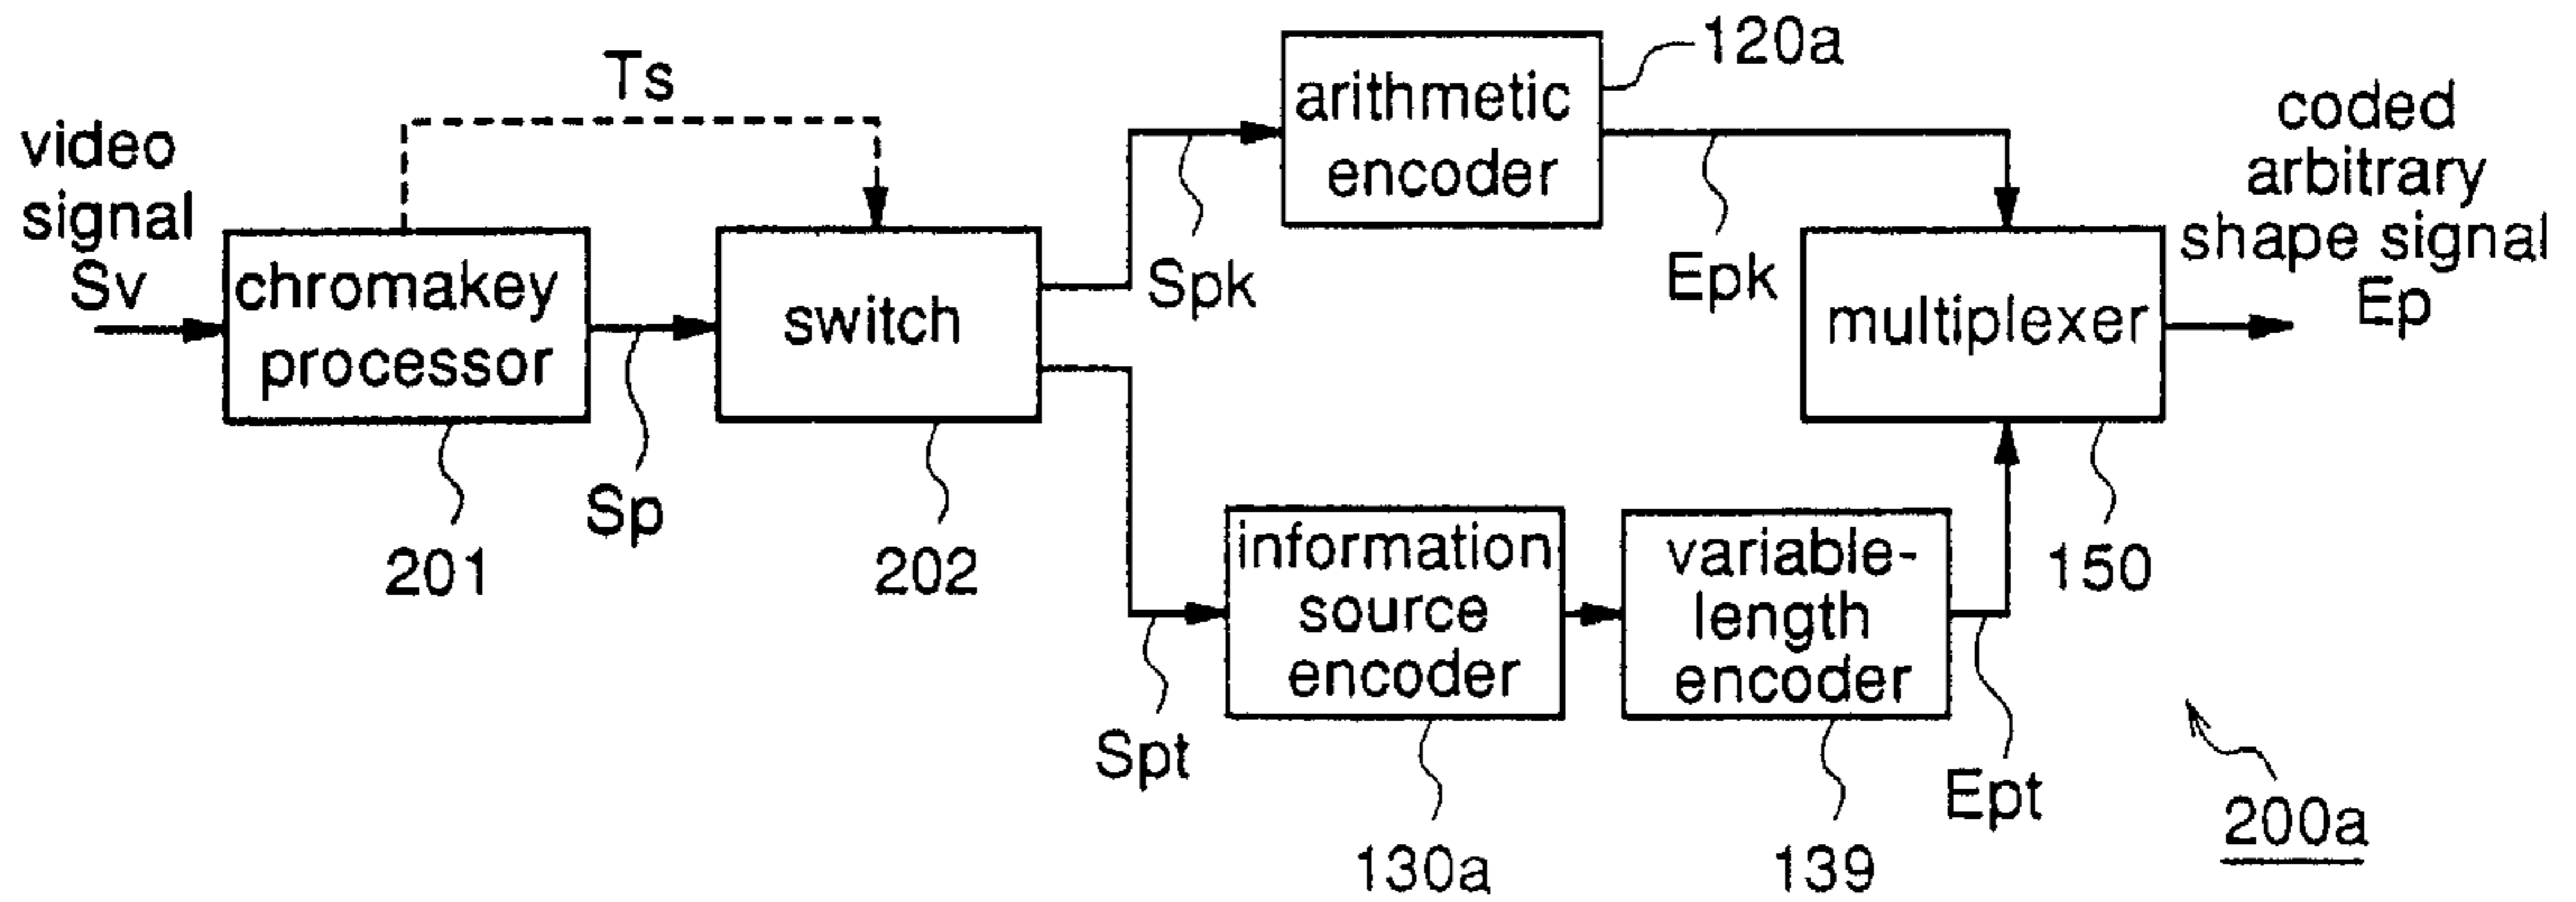 video
signal
Sv
Ts
chromakey
processor
201
Sp
switch
202
Spk
arithmetic
encoder
120a
Epk
Spt
information
source
encoder
130a
variable-
length
encoder
139
Ept
multiplexer
150
coded
arbitrary
shape signal
Ep
200a